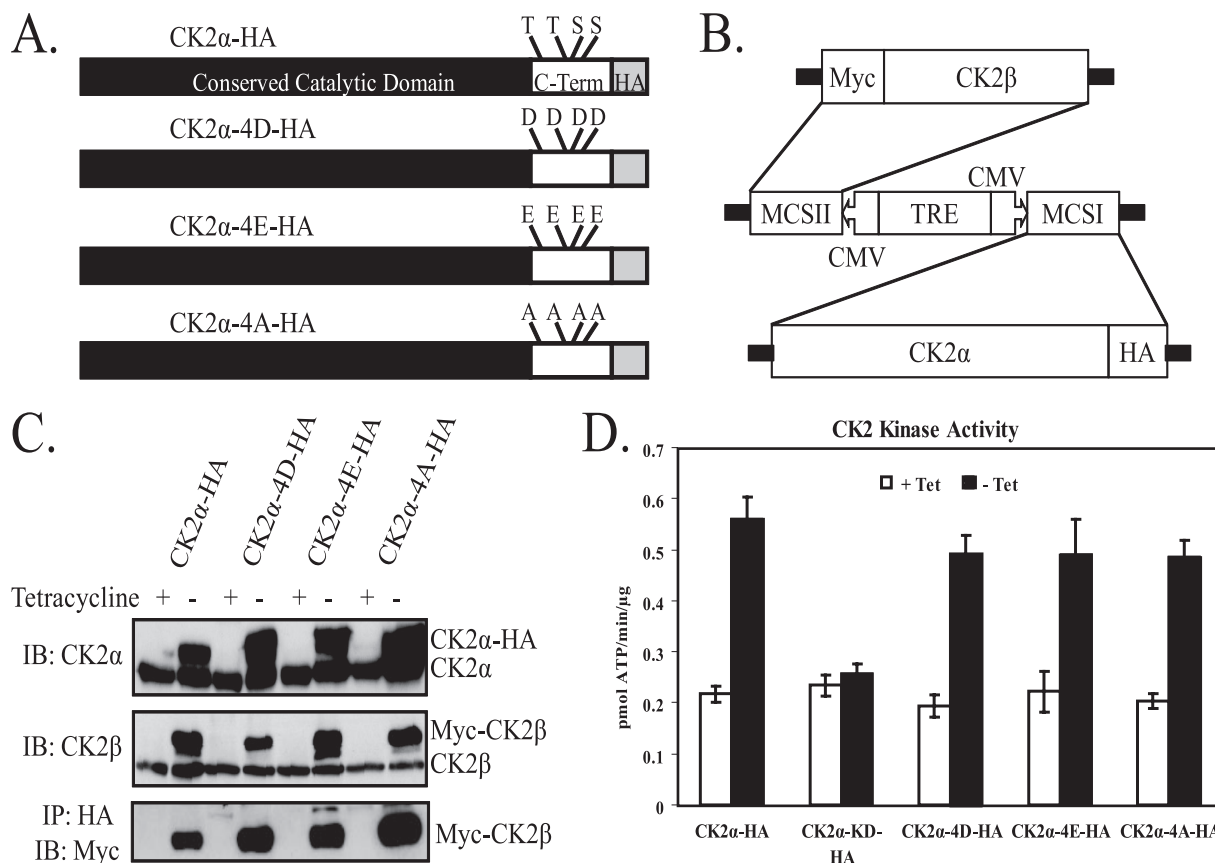 A.
CK2α-HA
T T S S
Conserved Catalytic Domain
C-Term
HA
CK2α-4D-HA
D D D D
CK2α-4E-HA
E E E E
CK2α-4A-HA
A A A A
B.
Myc
CK2β
CMV
MCSII
TRE
MCSI
CMV
CK2α
HA
C.
CK2α-HA
CK2α-4D-HA
CK2α-4E-HA
CK2α-4A-HA
Tetracycline + - + - + - + -
IB: CK2α
CK2α-HA
CK2α
IB: CK2β
Myc-CK2β
CK2β
IP: HA
IB: Myc
Myc-CK2β
D.
CK2 Kinase Activity
+ Tet
- Tet
pmol ATP/min/µg
0.7
0.6
0.5
0.4
0.3
0.2
0.1
0
CK2α-HA
CK2α-KD-
HA
CK2α-4D-HA
CK2α-4E-HA
CK2α-4A-HA